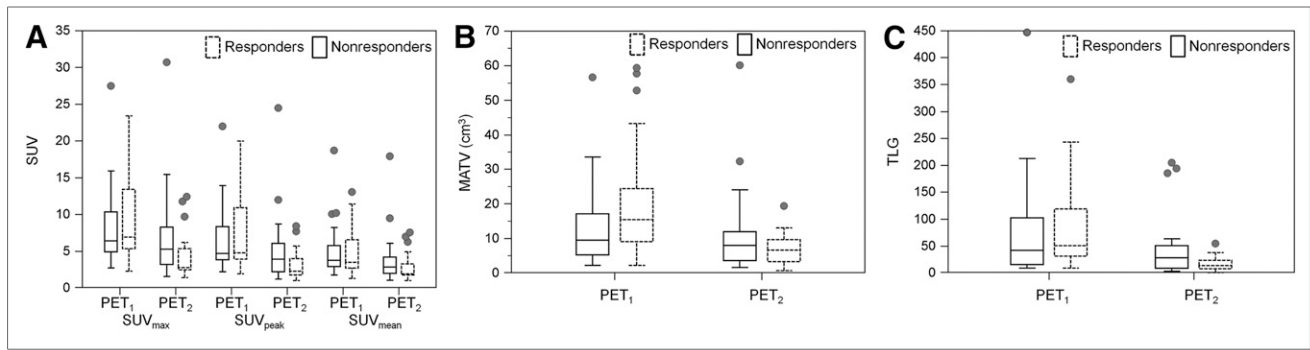 A
Responders Nonresponders
SUV
35
30
25
20
15
10
5
0
PET1 PET2 PET1 PET2 PET1 PET2
SUVmax SUVpeak SUVmean
B
Responders Nonresponders
MATV (cm³)
70
60
50
40
30
20
10
0
PET1 PET2
C
Responders Nonresponders
TLG
450
400
350
300
250
200
150
100
50
0
PET1 PET2